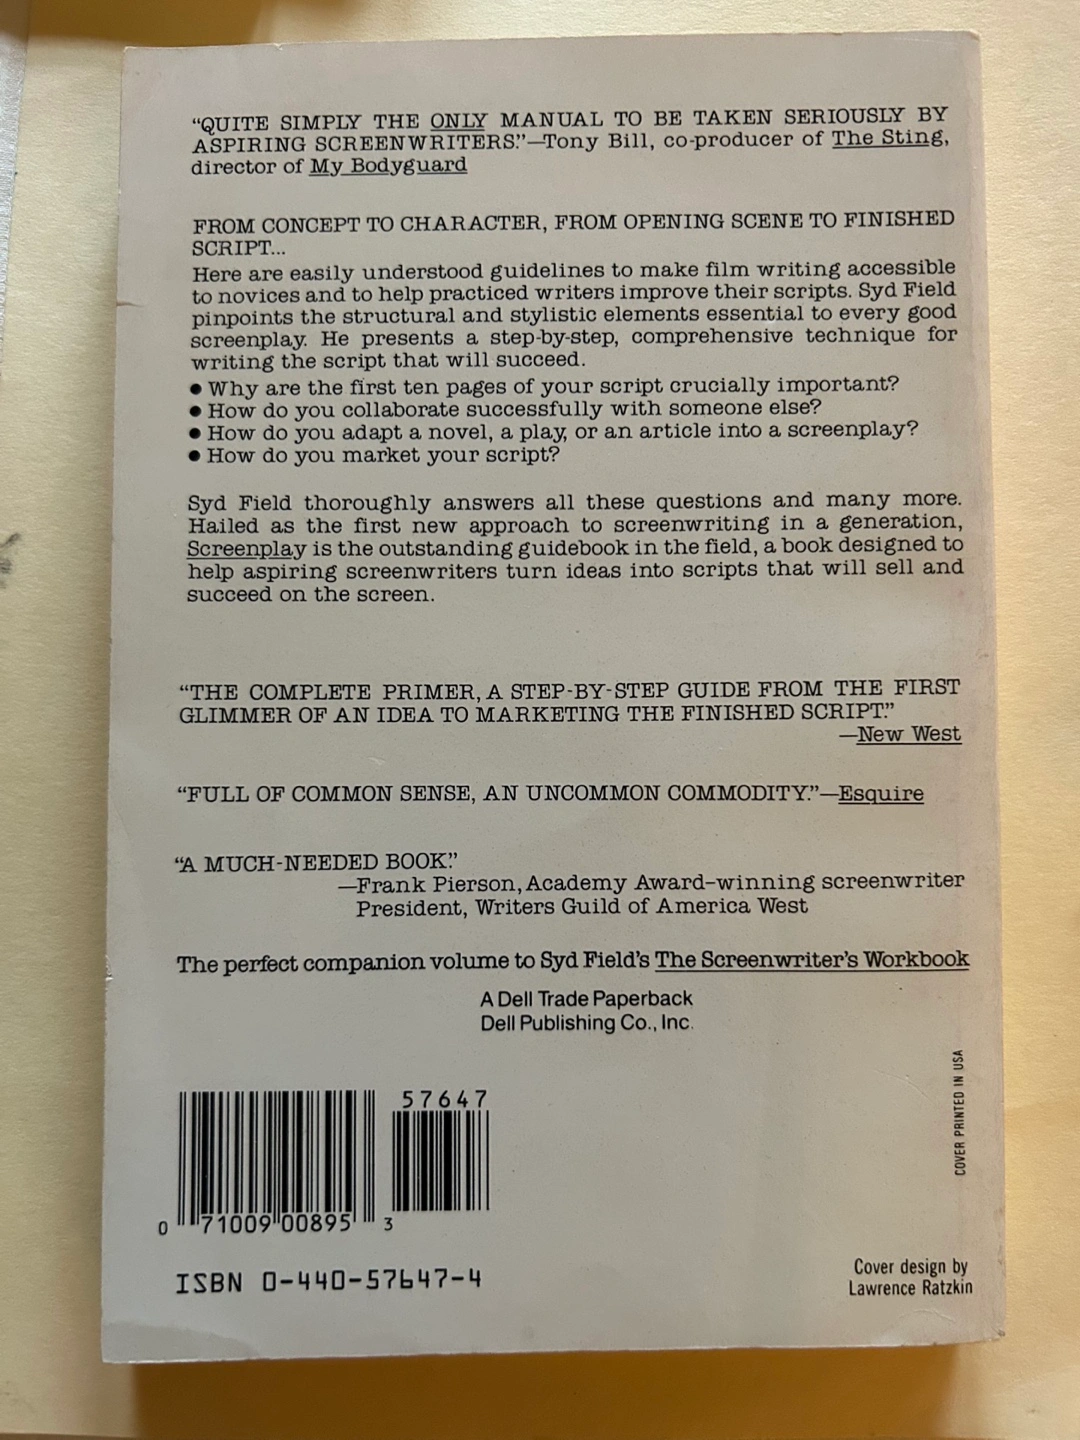 “QUITE SIMPLY THE ONLY MANUAL TO BE TAKEN SERIOUSLY BY
ASPIRING SCREENWRITERS.”—Tony Bill, co-producer of The Sting,
director of My Bodyguard
FROM CONCEPT TO CHARACTER, FROM OPENING SCENE TO FINISHED
SCRIPT...
Here are easily understood guidelines to make film writing accessible
to novices and to help practiced writers improve their scripts. Syd Field
pinpoints the structural and stylistic elements essential to every good
screenplay. He presents a step-by-step, comprehensive technique for
writing the script that will succeed.
● Why are the first ten pages of your script crucially important?
● How do you collaborate successfully with someone else?
● How do you adapt a novel, a play, or an article into a screenplay?
● How do you market your script?
Syd Field thoroughly answers all these questions and many more.
Hailed as the first new approach to screenwriting in a generation,
Screenplay is the outstanding guidebook in the field, a book designed to
help aspiring screenwriters turn ideas into scripts that will sell and
succeed on the screen.
“THE COMPLETE PRIMER, A STEP-BY-STEP GUIDE FROM THE FIRST
GLIMMER OF AN IDEA TO MARKETING THE FINISHED SCRIPT.”
—New West
“FULL OF COMMON SENSE, AN UNCOMMON COMMODITY.”—Esquire
“A MUCH-NEEDED BOOK.”
—Frank Pierson, Academy Award-winning screenwriter
President, Writers Guild of America West
The perfect companion volume to Syd Field's The Screenwriter's Workbook
A Dell Trade Paperback
Dell Publishing Co., Inc.
COVER PRINTED IN USA
57647
0 71009 00895 3
ISBN 0-440-57647-4
Cover design by
Lawrence Ratzkin